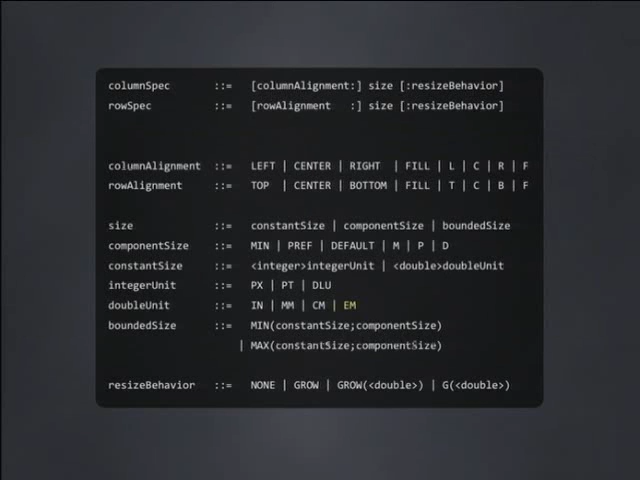 columnSpec ::= [columnAlignment:] size [:resizeBehavior]
rowSpec ::= [rowAlignment :] size [:resizeBehavior]
columnAlignment ::= LEFT | CENTER | RIGHT | FILL | L | C | R | F
rowAlignment ::= TOP | CENTER | BOTTOM | FILL | T | C | B | F
size ::= constantSize | componentSize | boundedSize
componentSize ::= MIN | PREF | DEFAULT | M | P | D
constantSize ::= <integer>integerUnit | <double>doubleUnit
integerUnit ::= PX | PT | DLU
doubleUnit ::= IN | MM | CM | EM
boundedSize ::= MIN(constantSize;componentSize)
| MAX(constantSize;componentSize)
resizeBehavior ::= NONE | GROW | GROW(<double>) | G(<double>)